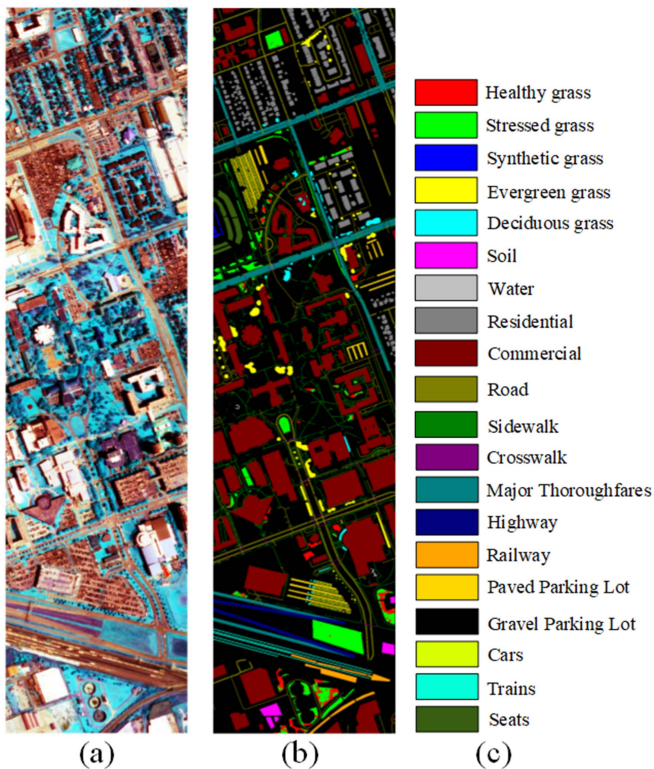 Healthy grass
Stressed grass
Synthetic grass
Evergreen grass
Deciduous grass
Soil
Water
Residential
Commercial
Road
Sidewalk
Crosswalk
Major Thoroughfares
Highway
Railway
Paved Parking Lot
Gravel Parking Lot
Cars
Trains
Seats
(a) (b) (c)